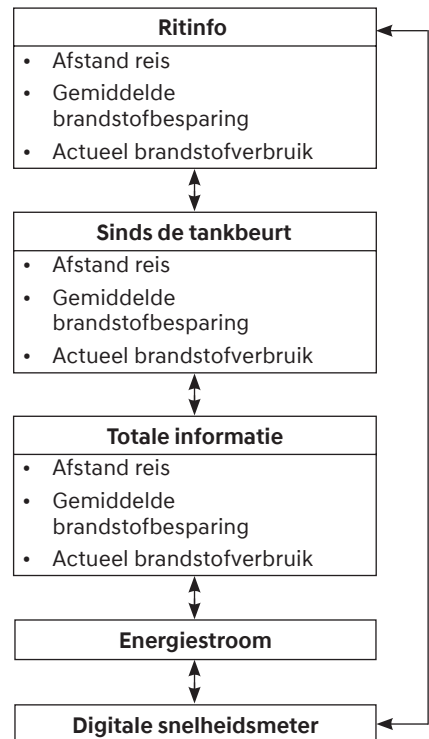 Ritinfo
• Afstand reis
• Gemiddelde
brandstofbesparing
• Actueel brandstofverbruik
Sinds de tankbeurt
• Afstand reis
• Gemiddelde
brandstofbesparing
• Actueel brandstofverbruik
Totale informatie
• Afstand reis
• Gemiddelde
brandstofbesparing
• Actueel brandstofverbruik
Energiestroom
Digitale snelheidsmeter